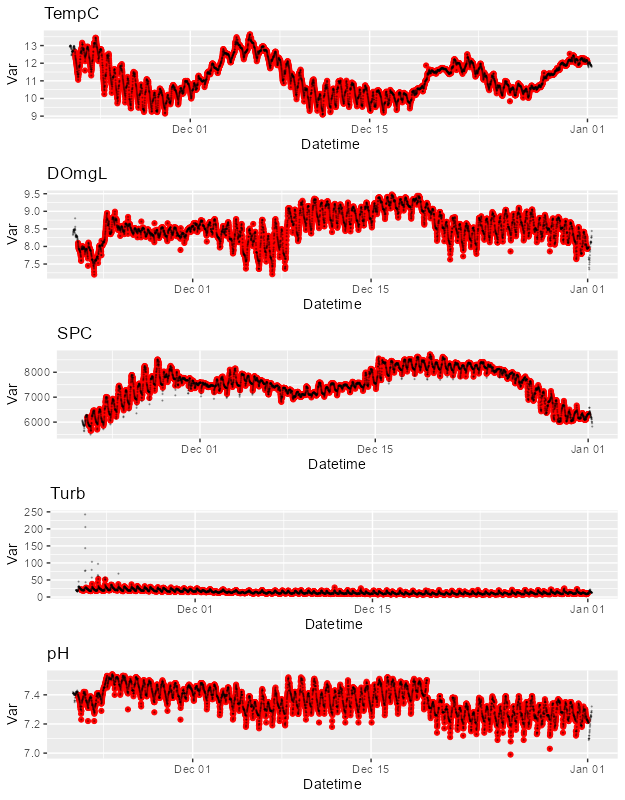 TempC
13
12
11
10
9
Var
Dec 01
Dec 15
Jan 01
Datetime
DOmgL
9.5
9.0
8.5
8.0
7.5
Var
Dec 01
Dec 15
Jan 01
Datetime
SPC
8000
7000
6000
Var
Dec 01
Dec 15
Jan 01
Datetime
Turb
250
200
150
100
50
0
Var
Dec 01
Dec 15
Jan 01
Datetime
pH
7.4
7.2
7.0
Var
Dec 01
Dec 15
Jan 01
Datetime